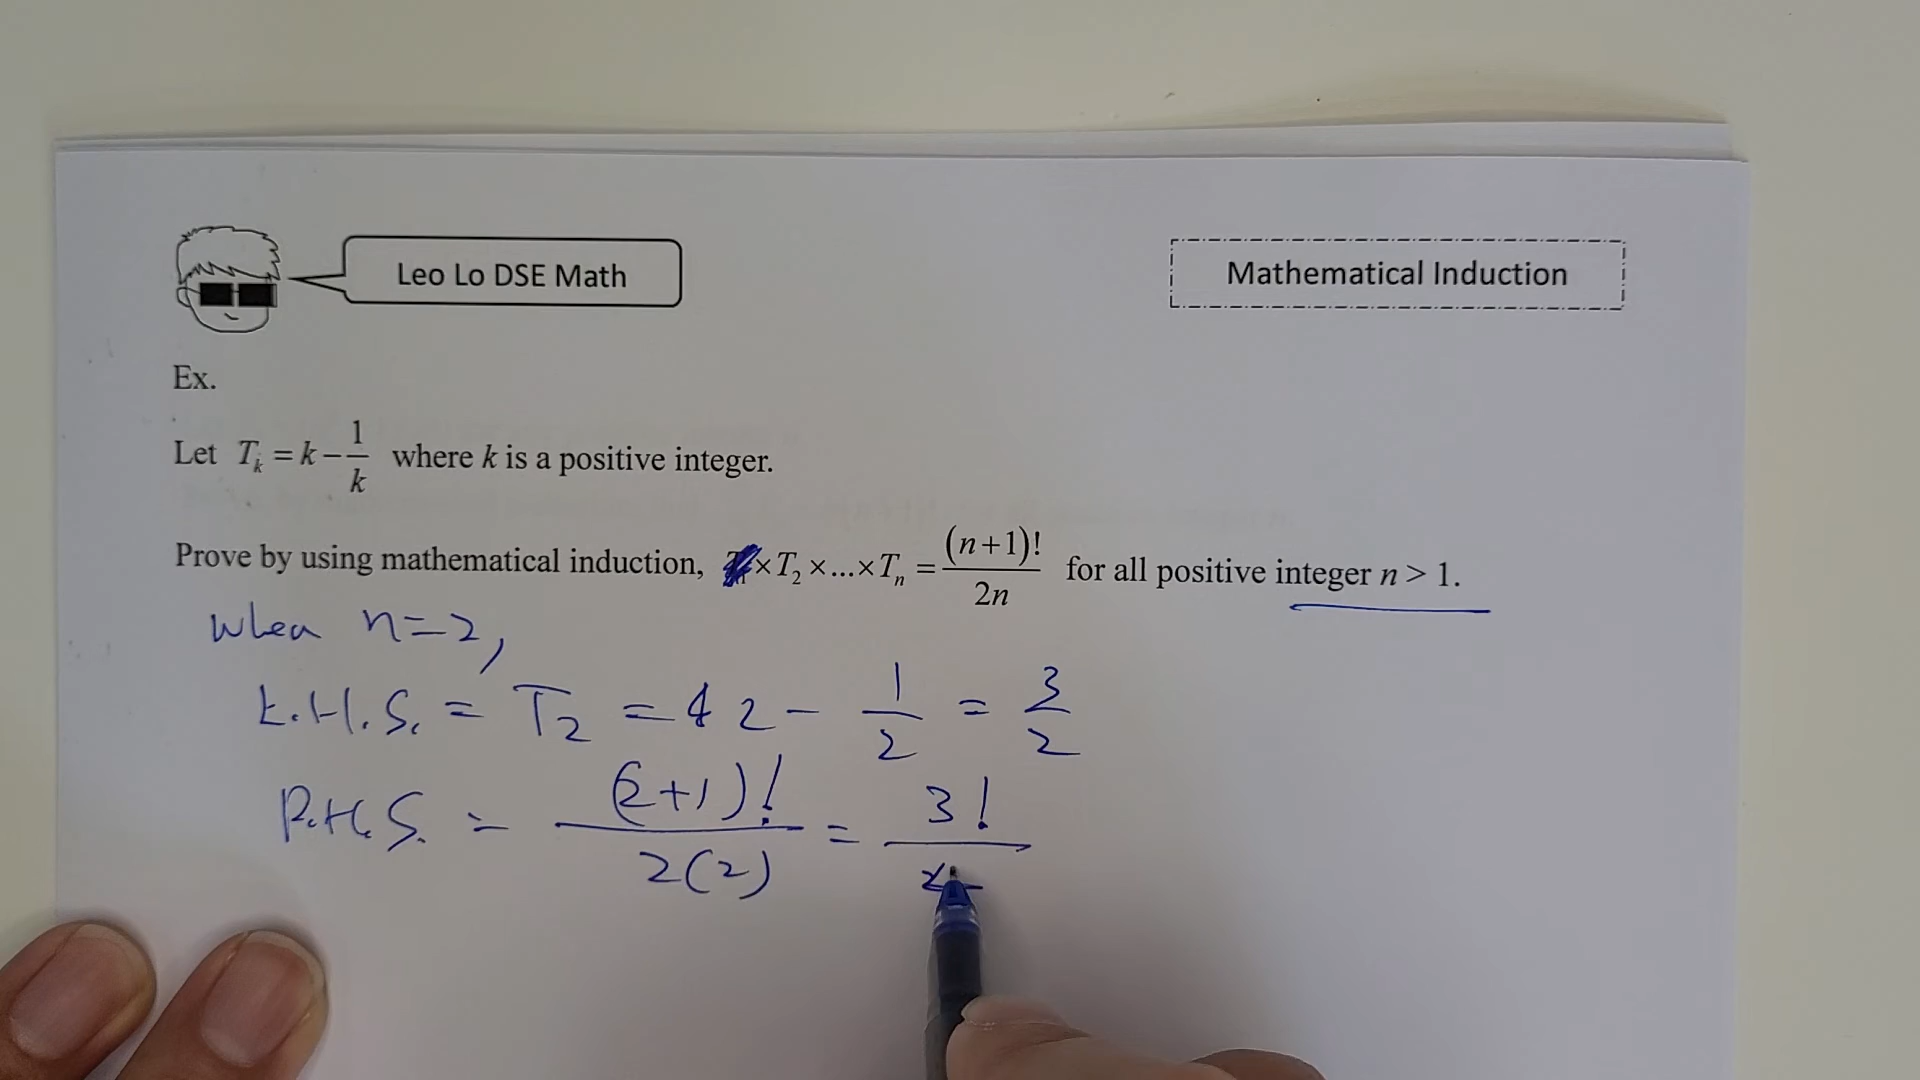 Leo Lo DSE Math
Mathematical Induction
Ex.
Let T_k = k − 1/k where k is a positive integer.
Prove by using mathematical induction, × T_2 × ... × T_n = (n+1)!/2n for all positive integer n > 1.
When n = 2,
L.H.S. = T_2 = 2 − 1/2 = 3/2
R.H.S. = (2+1)!/2(2) = 3!/